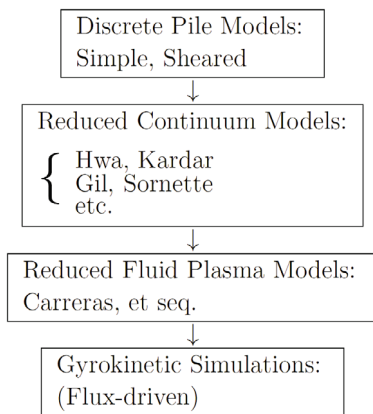 Discrete Pile Models:
Simple, Sheared
Reduced Continuum Models:
Hwa, Kardar
Gil, Sornette
etc.
Reduced Fluid Plasma Models:
Carreras, et seq.
Gyrokinetic Simulations:
(Flux-driven)